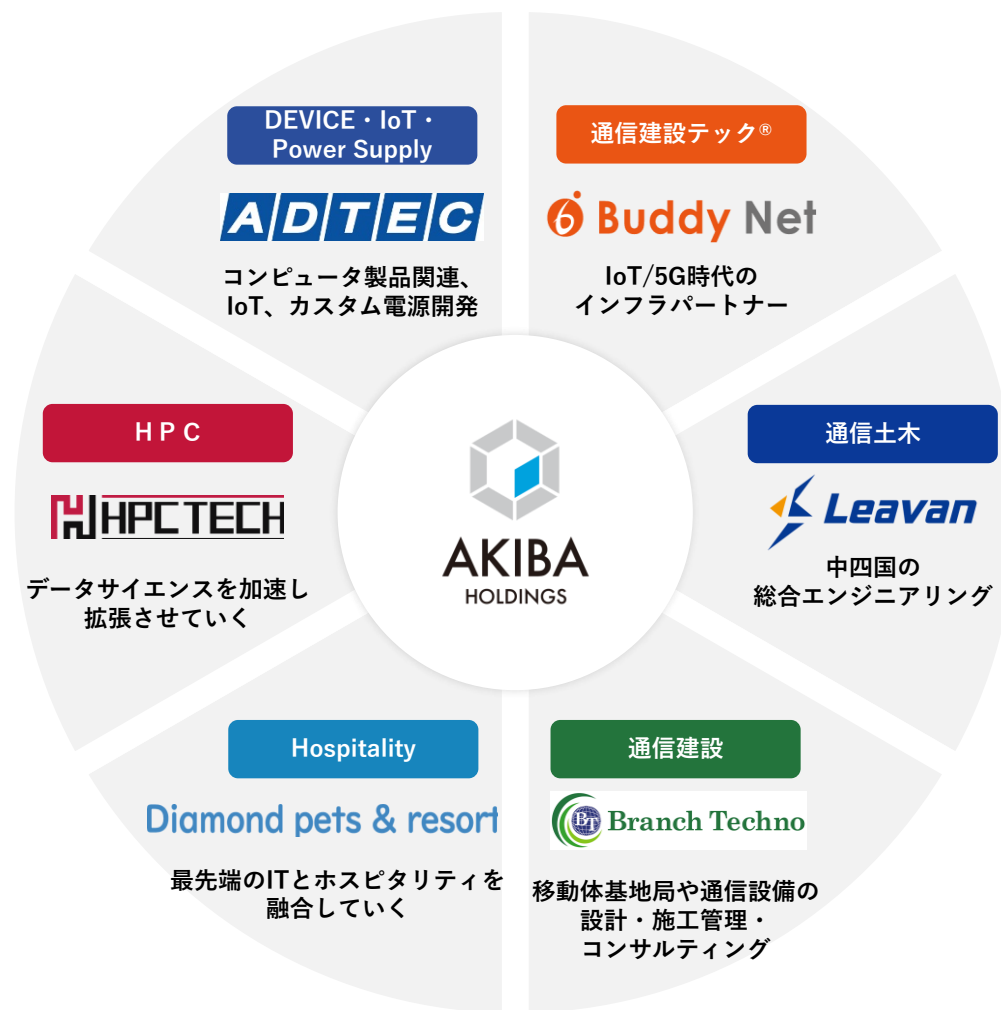 DEVICE・IoT・
Power Supply
ADTEC
コンピュータ製品関連、
IoT、カスタム電源開発
通信建設テック®
Buddy Net
IoT/5G時代の
インフラパートナー
HPC
HPCTECH
データサイエンスを加速し
拡張させていく
AKIBA
HOLDINGS
通信土木
Leavan
中四国の
総合エンジニアリング
Hospitality
Diamond pets & resort
最先端のITとホスピタリティを
融合していく
通信建設
BT Branch Techno
移動体基地局や通信設備の
設計・施工管理・
コンサルティング